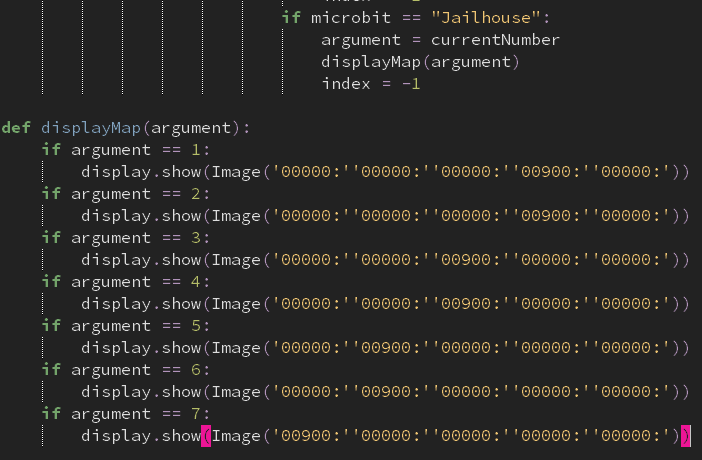 if microbit == "Jailhouse":
argument = currentNumber
displayMap(argument)
index = -1
def displayMap(argument):
if argument == 1:
display.show(Image('00000:''00000:''00000:''00900:''00000:'))
if argument == 2:
display.show(Image('00000:''00000:''00000:''00900:''00000:'))
if argument == 3:
display.show(Image('00000:''00000:''00900:''00000:''00000:'))
if argument == 4:
display.show(Image('00000:''00000:''00900:''00000:''00000:'))
if argument == 5:
display.show(Image('00000:''00900:''00000:''00000:''00000:'))
if argument == 6:
display.show(Image('00000:''00900:''00000:''00000:''00000:'))
if argument == 7:
display.show(Image('00900:''00000:''00000:''00000:''00000:'))